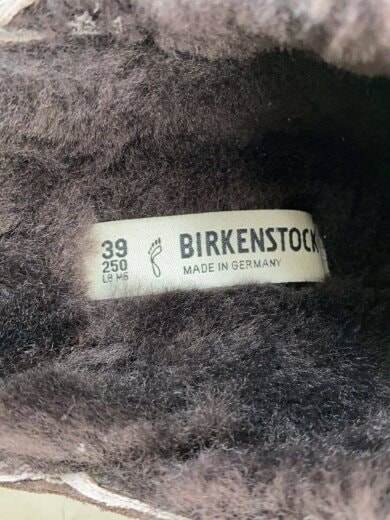 39
250
L8 M6
BIRKENSTOCK
MADE IN GERMANY